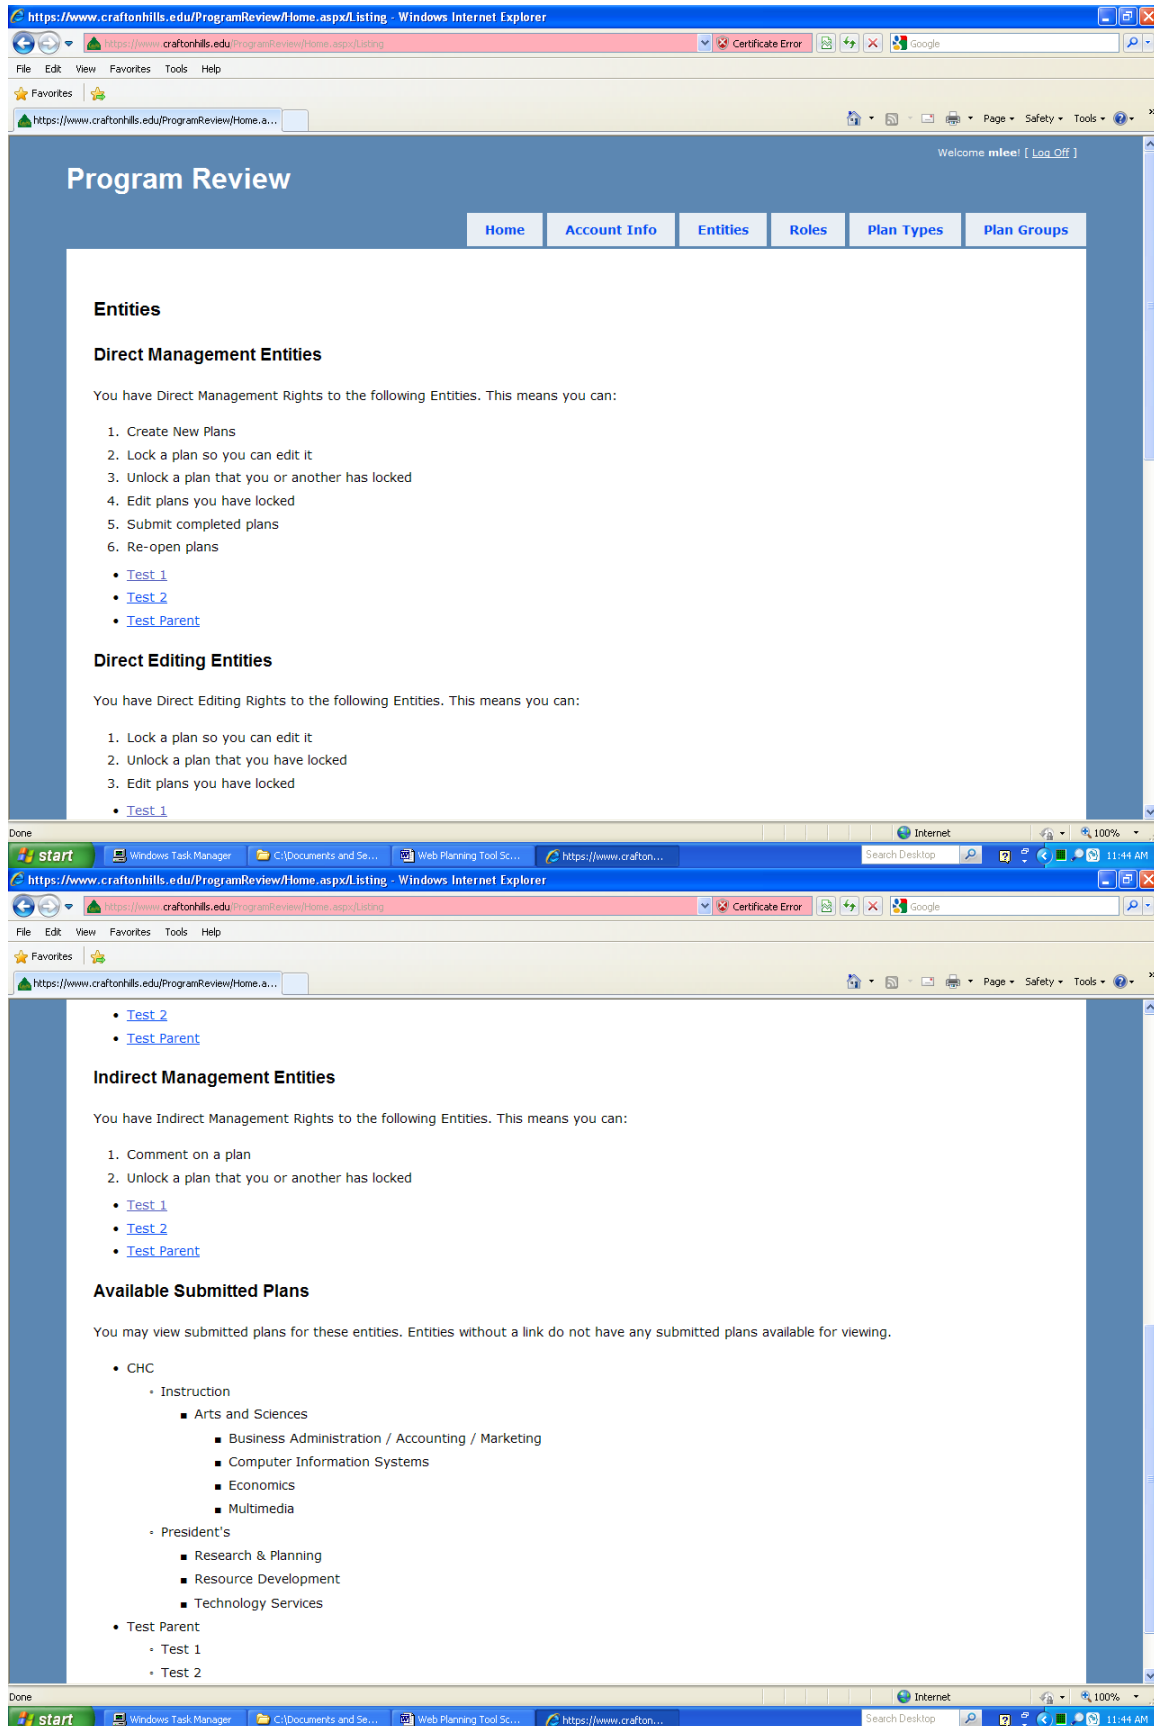 https://www.craftonhills.edu/ProgramReview/Home.aspx/Listing - Windows Internet Explorer
https://www.craftonhills.edu/ProgramReview/Home.aspx/Listing Certificate Error Google
File Edit View Favorites Tools Help
Favorites
https://www.craftonhills.edu/ProgramReview/Home.a... Page Safety Tools
Welcome mlee! [ Log Off ]
Program Review
Home Account Info Entities Roles Plan Types Plan Groups
Entities
Direct Management Entities
You have Direct Management Rights to the following Entities. This means you can:
1. Create New Plans
2. Lock a plan so you can edit it
3. Unlock a plan that you or another has locked
4. Edit plans you have locked
5. Submit completed plans
6. Re-open plans
• Test 1
• Test 2
• Test Parent
Direct Editing Entities
You have Direct Editing Rights to the following Entities. This means you can:
1. Lock a plan so you can edit it
2. Unlock a plan that you have locked
3. Edit plans you have locked
• Test 1
Done Internet 100%
start Windows Task Manager C:\Documents and Se... Web Planning Tool Sc... https://www.crafton... Search Desktop 11:44 AM
https://www.craftonhills.edu/ProgramReview/Home.aspx/Listing - Windows Internet Explorer
https://www.craftonhills.edu/ProgramReview/Home.aspx/Listing Certificate Error Google
File Edit View Favorites Tools Help
Favorites
https://www.craftonhills.edu/ProgramReview/Home.a... Page Safety Tools
• Test 2
• Test Parent
Indirect Management Entities
You have Indirect Management Rights to the following Entities. This means you can:
1. Comment on a plan
2. Unlock a plan that you or another has locked
• Test 1
• Test 2
• Test Parent
Available Submitted Plans
You may view submitted plans for these entities. Entities without a link do not have any submitted plans available for viewing.
• CHC
◦ Instruction
▪ Arts and Sciences
▪ Business Administration / Accounting / Marketing
▪ Computer Information Systems
▪ Economics
▪ Multimedia
◦ President's
▪ Research & Planning
▪ Resource Development
▪ Technology Services
• Test Parent
◦ Test 1
◦ Test 2
Done Internet 100%
start Windows Task Manager C:\Documents and Se... Web Planning Tool Sc... https://www.crafton... Search Desktop 11:44 AM